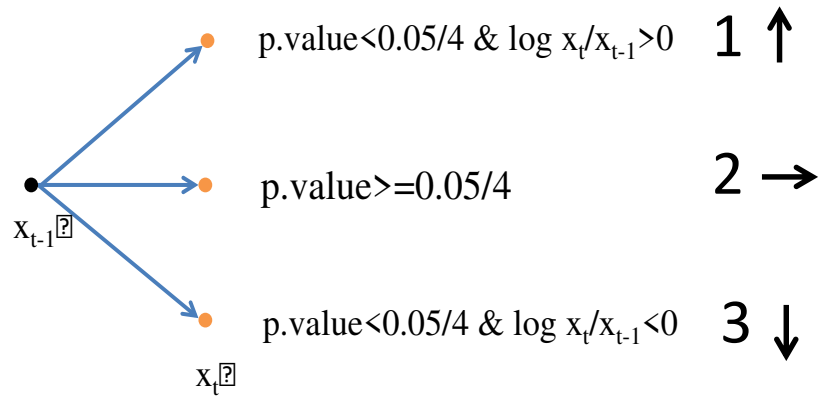 p.value<0.05/4 & log xₜ/xₜ₋₁>0 1 ↑
p.value>=0.05/4 2 →
xₜ₋₁⍰
p.value<0.05/4 & log xₜ/xₜ₋₁<0 3 ↓
xₜ⍰